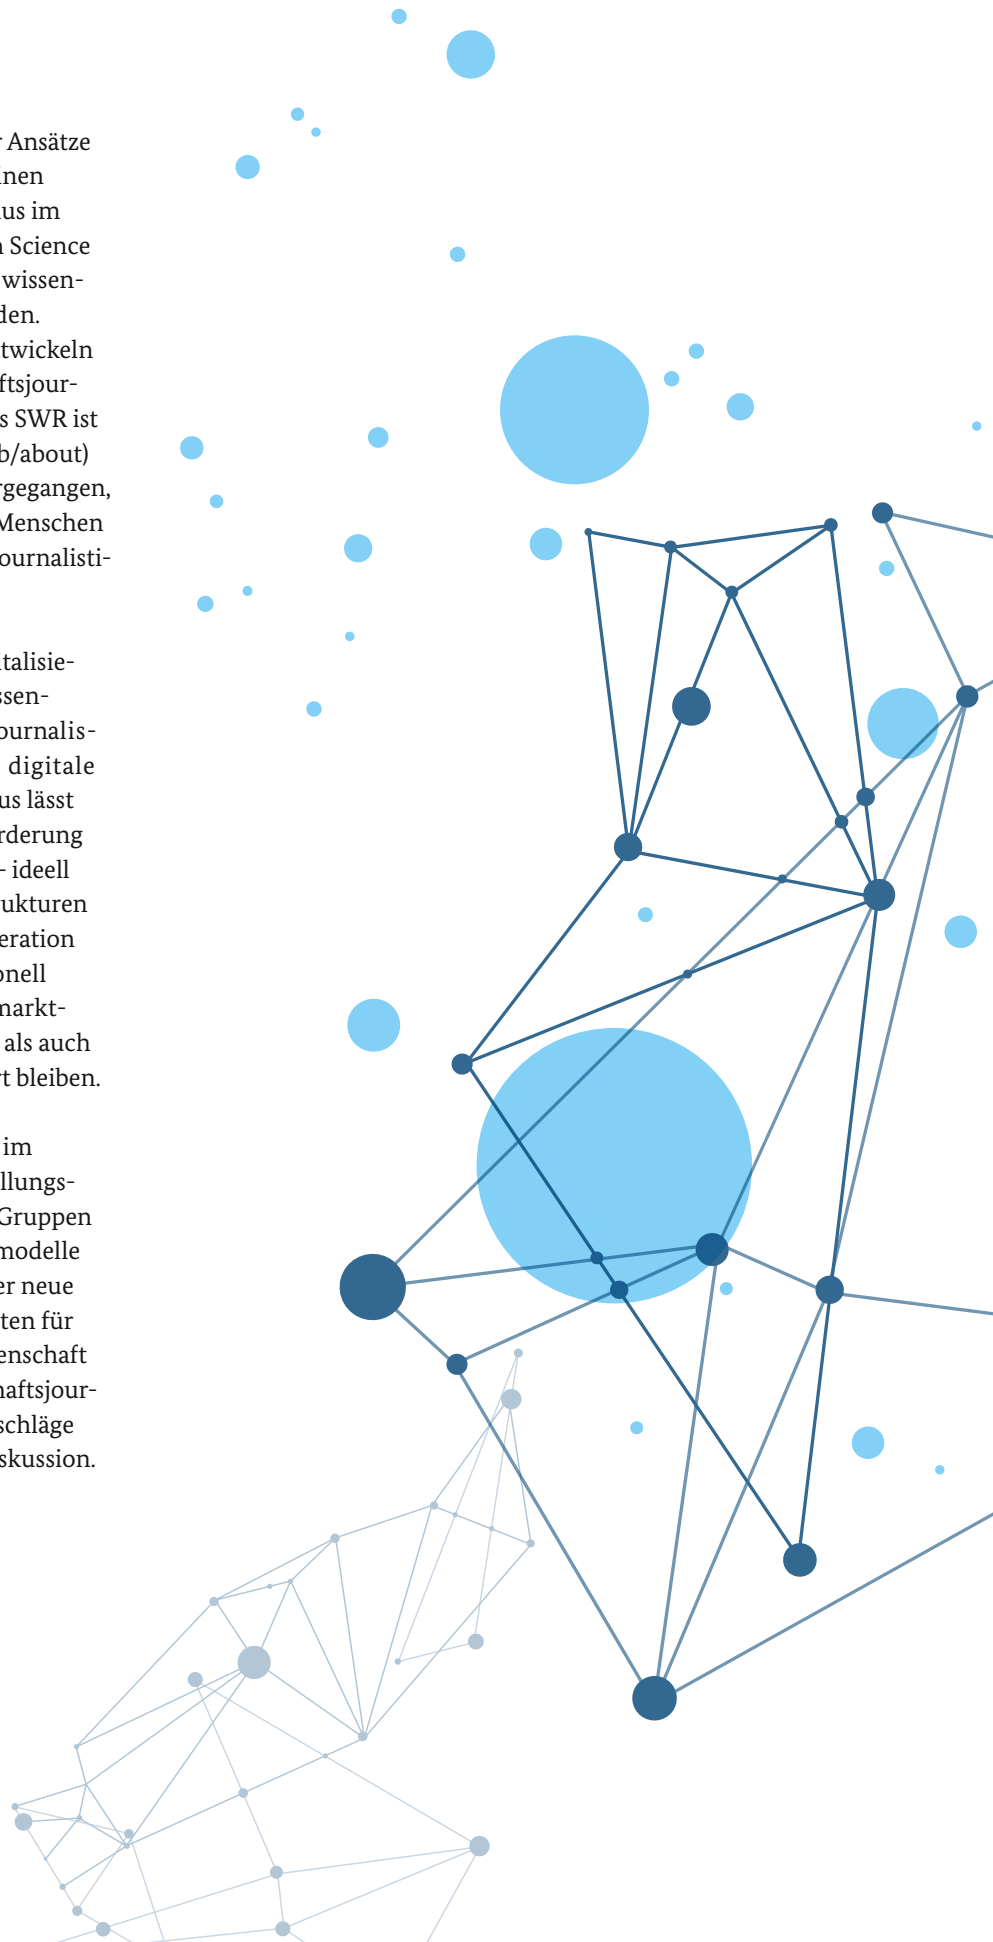 r Ansätze
inen
us im
n Science
wissen-
den.
twickeln
ftsjour-
s SWR ist
b/about)
rgegangen,
Menschen
ournalisti-
talisie-
ssen-
ournalis-
digitale
us lässt
rderung
– ideell
rukturen
eration
onell
markt-
als auch
rt bleiben.
im
llungs-
Gruppen
modelle
er neue
ten für
enschaft
haftsjour-
schläge
skussion.